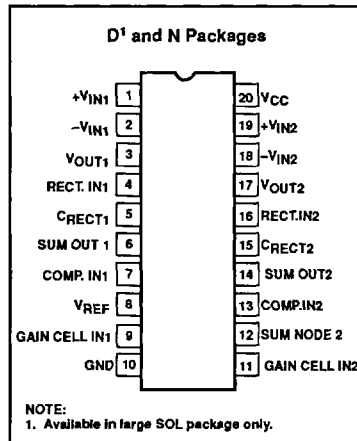 D¹ and N Packages
+VIN1 1
–VIN1 2
VOUT1 3
RECT. IN1 4
CRECT1 5
SUM OUT 1 6
COMP. IN1 7
VREF 8
GAIN CELL IN1 9
GND 10
20 VCC
19 +VIN2
18 –VIN2
17 VOUT2
16 RECT.IN2
15 CRECT2
14 SUM OUT2
13 COMP.IN2
12 SUM NODE 2
11 GAIN CELL IN2
NOTE:
1. Available in large SOL package only.